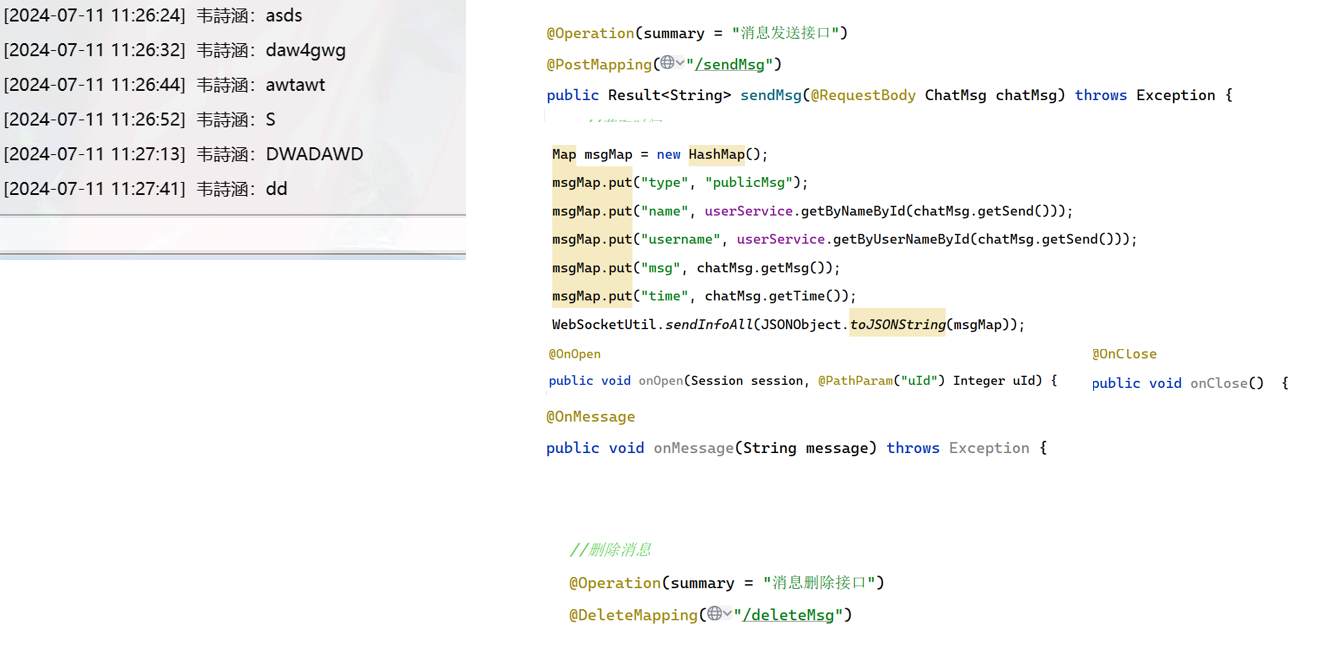 [2024-07-11 11:26:24] 韦詩涵：asds
[2024-07-11 11:26:32] 韦詩涵：daw4gwg
[2024-07-11 11:26:44] 韦詩涵：awtawt
[2024-07-11 11:26:52] 韦詩涵：S
[2024-07-11 11:27:13] 韦詩涵：DWADAWD
[2024-07-11 11:27:41] 韦詩涵：dd
@Operation(summary = "消息发送接口")
@PostMapping("/sendMsg")
public Result<String> sendMsg(@RequestBody ChatMsg chatMsg) throws Exception {
Map msgMap = new HashMap();
msgMap.put("type", "publicMsg");
msgMap.put("name", userService.getByNameById(chatMsg.getSend()));
msgMap.put("username", userService.getByUserNameById(chatMsg.getSend()));
msgMap.put("msg", chatMsg.getMsg());
msgMap.put("time", chatMsg.getTime());
WebSocketUtil.sendInfoAll(JSONObject.toJSONString(msgMap));
@OnOpen
public void onOpen(Session session, @PathParam("uId") Integer uId) {
@OnClose
public void onClose() {
@OnMessage
public void onMessage(String message) throws Exception {
//删除消息
@Operation(summary = "消息删除接口")
@DeleteMapping("/deleteMsg")